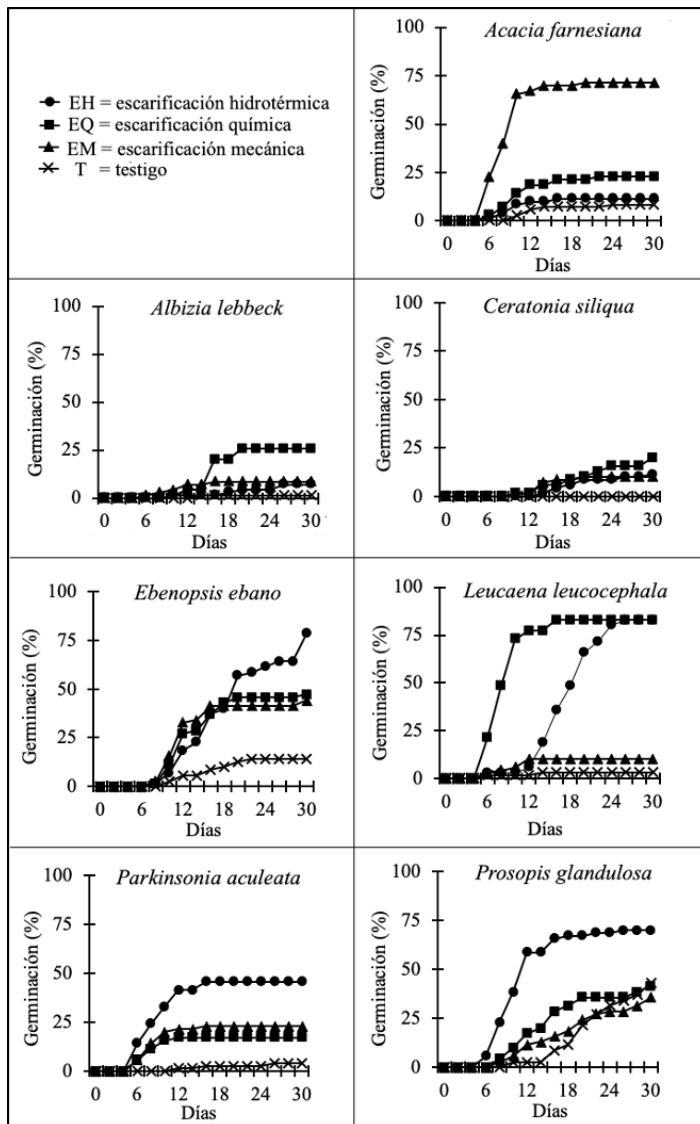 EH = escarificación hidrotérmica
EQ = escarificación química
EM = escarificación mecánica
T = testigo
Acacia farnesiana
Germinación (%)
100
75
50
25
0
0 6 12 18 24 30
Días
Albizia lebbeck
Germinación (%)
100
75
50
25
0
0 6 12 18 24 30
Días
Ceratonia siliqua
Germinación (%)
100
75
50
25
0
0 6 12 18 24 30
Días
Ebenopsis ebano
Germinación (%)
100
75
50
25
0
0 6 12 18 24 30
Días
Leucaena leucocephala
Germinación (%)
100
75
50
25
0
0 6 12 18 24 30
Días
Parkinsonia aculeata
Germinación (%)
100
75
50
25
0
0 6 12 18 24 30
Días
Prosopis glandulosa
Germinación (%)
100
75
50
25
0
0 6 12 18 24 30
Días